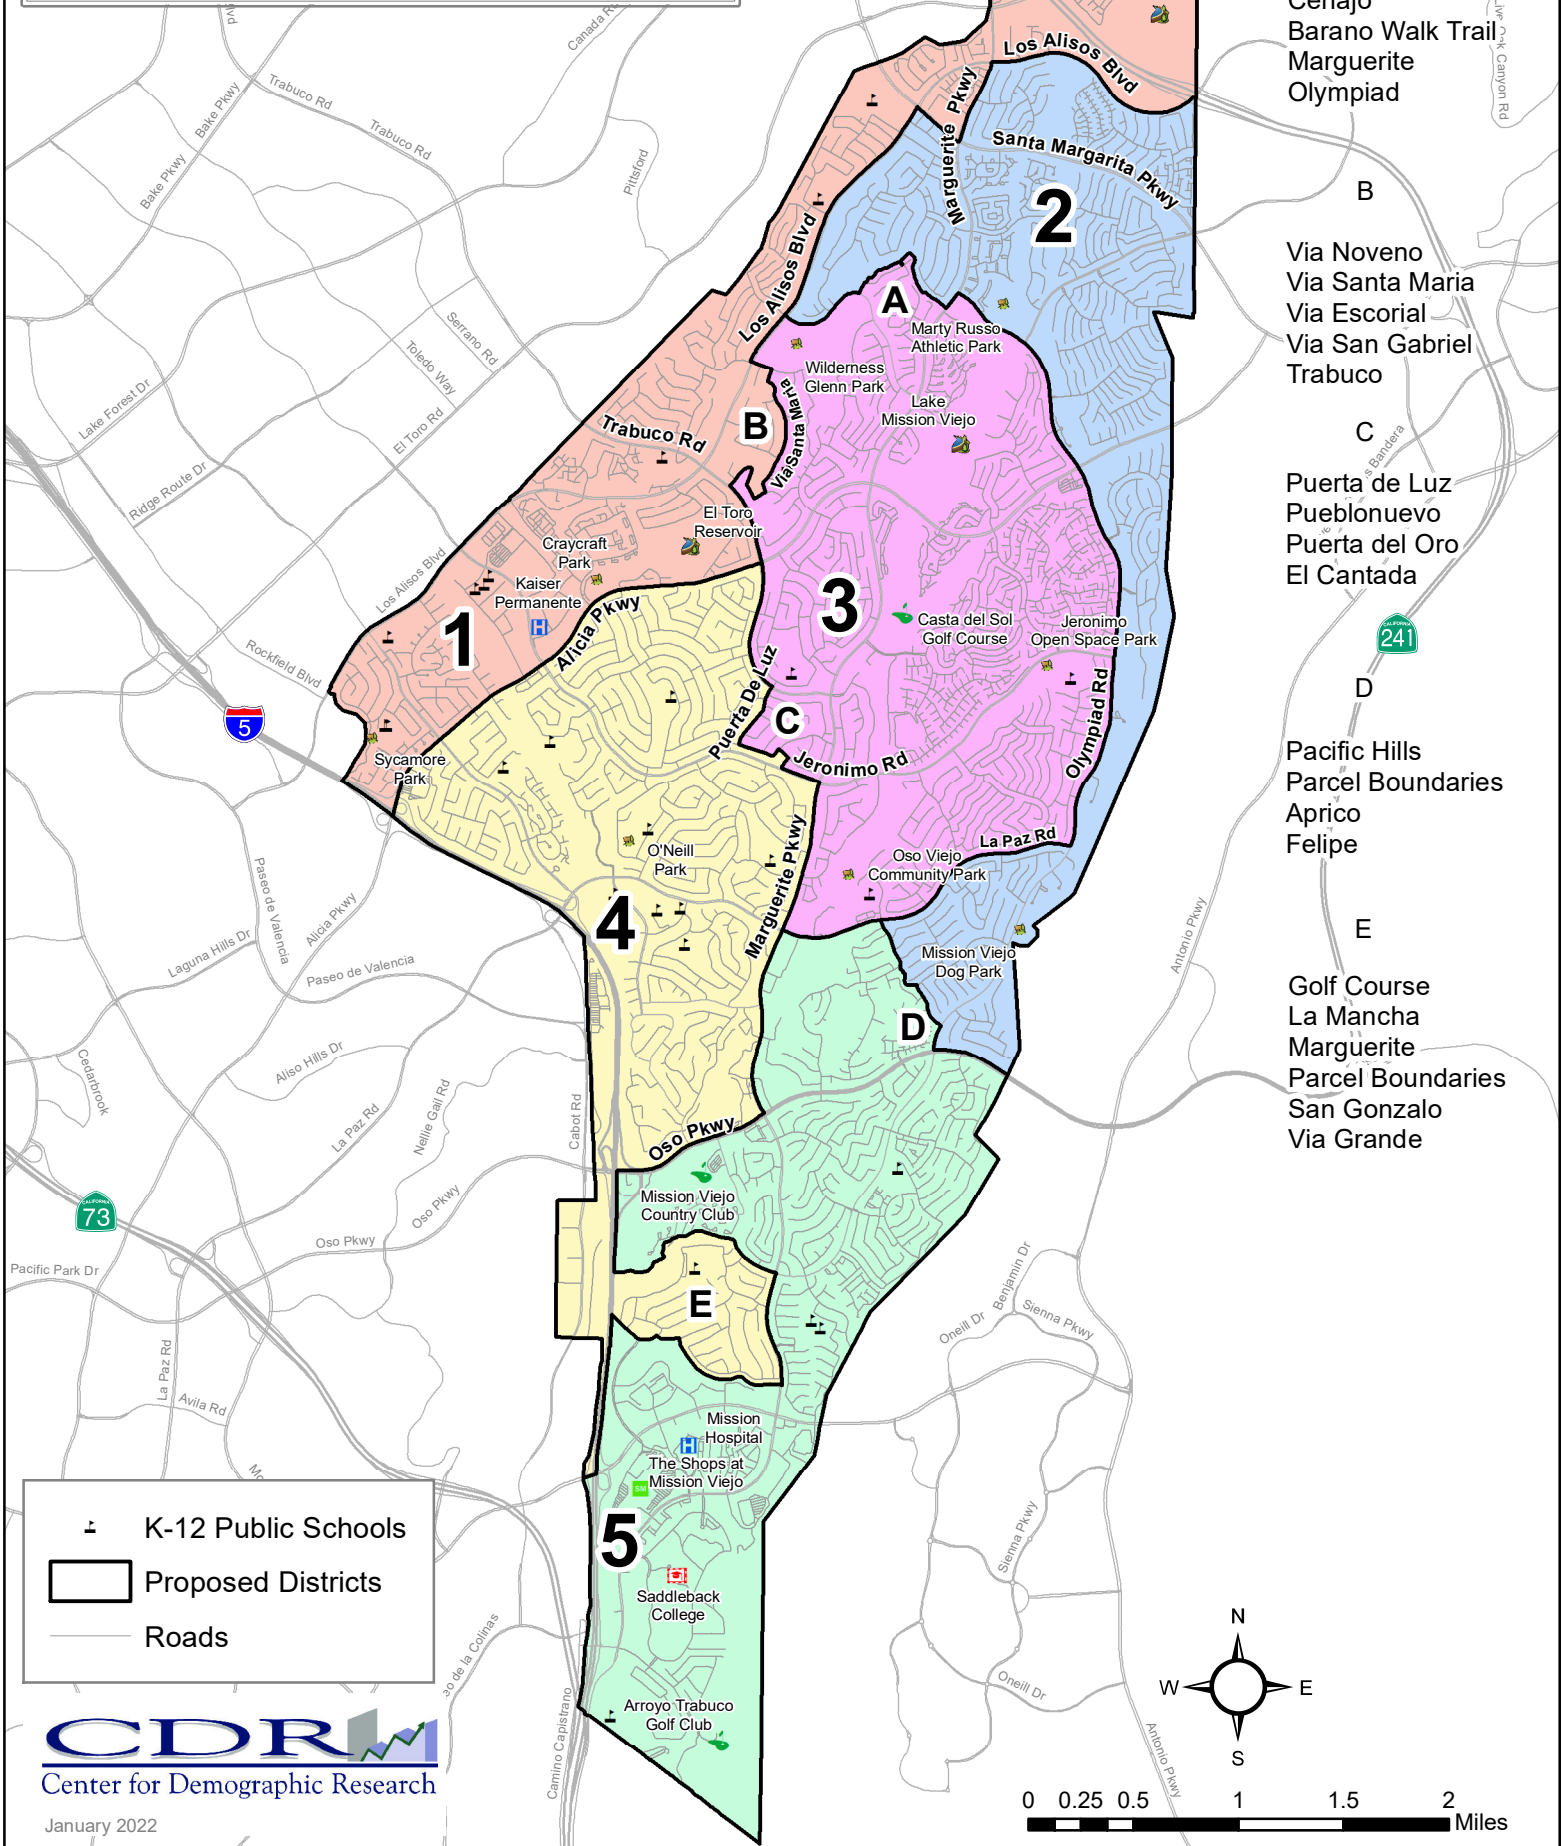 Canada Rd
Los Alisos Blvd
Cenajo
Barano Walk Trail
Marguerite
Olympiad
Live Oak Canyon Rd
Trabuco Rd
Bake Pkwy
Trabuco Rd
Bake Pkwy
Pittsford
Marguerite Pkwy
Santa Margarita Pkwy
2
B
Via Noveno
Via Santa Maria
Via Escorial
Via San Gabriel
Trabuco
Los Alisos Blvd
A
Marty Russo
Athletic Park
Wilderness
Glenn Park
Lake
Mission Viejo
Serrano Rd
Toledo Way
Lake Forest Dr
El Toro Rd
Ridge Route Dr
Trabuco Rd
B
Via Santa Maria
C
Puerta de Luz
Pueblonuevo
Puerta del Oro
El Cantada
El Toro
Reservoir
Craycraft
Park
Kaiser
Permanente
Los Alisos Blvd
Alicia Pkwy
1
3
Casta del Sol
Golf Course
Jeronimo
Open Space Park
CALIFORNIA
241
Rockfield Blvd
5
Puerta De Luz
C
Jeronimo Rd
Olympiad Rd
D
Pacific Hills
Parcel Boundaries
Aprico
Felipe
Sycamore
Park
O'Neill
Park
Marguerite Pkwy
La Paz Rd
Oso Viejo
Community Park
4
Paseo de Valencia
Alicia Pkwy
Laguna Hills Dr
Paseo de Valencia
Mission Viejo
Dog Park
Antonio Pkwy
D
E
Golf Course
La Mancha
Marguerite
Parcel Boundaries
San Gonzalo
Via Grande
Cedarbrook
Aliso Hills Dr
La Paz Rd
Nellie Gail Rd
Cabot Rd
Oso Pkwy
CALIFORNIA
73
Oso Pkwy
Oso Pkwy
Pacific Park Dr
Mission Viejo
Country Club
E
Benjamin Dr
Oneill Dr
Sienna Pkwy
La Paz Rd
Avila Rd
Mission
Hospital
H
The Shops at
Mission Viejo
SM
5
Saddleback
College
Sienna Pkwy
K-12 Public Schools
Proposed Districts
Roads
Oneill Dr
Arroyo Trabuco
Golf Club
Camino Capistrano
Antonio Pkwy
N
W
E
S
CDR
Center for Demographic Research
January 2022
0 0.25 0.5 1 1.5 2
Miles